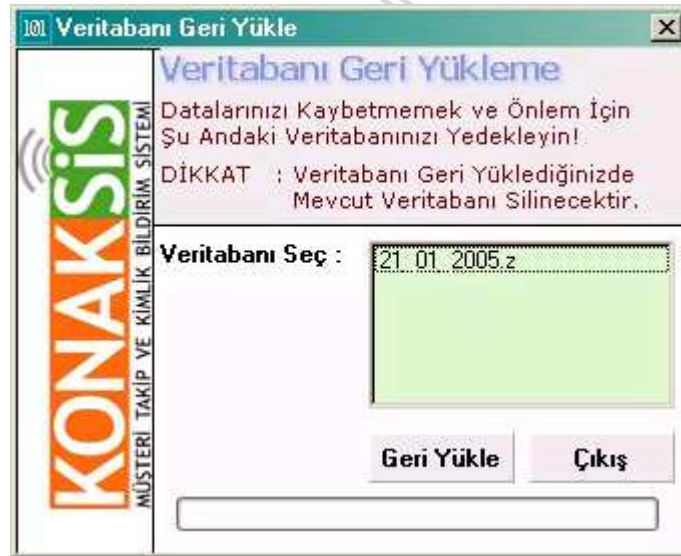 101 Veritabanı Geri Yükle
Veritabanı Geri Yükleme
Datalarınızı Kaybetmemek ve Önlem İçin
Şu Andaki Veritabanınızı Yedekleyin!
DİKKAT : Veritabanı Geri Yüklediğinizde
Mevcut Veritabanı Silinecektir.
KONAKSiS
MÜŞTERİ TAKİP VE KİMLİK BİLDİRİM SİSTEMİ
Veritabanı Seç :
21_01_2005.z
Geri Yükle
Çıkış